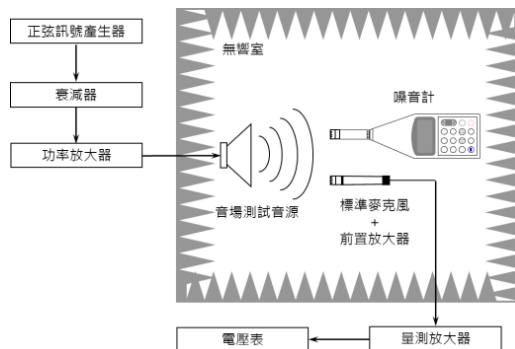 正弦訊號產生器
衰減器
功率放大器
無響室
噪音計
音場測試音源
標準麥克風
+
前置放大器
電壓表
量測放大器